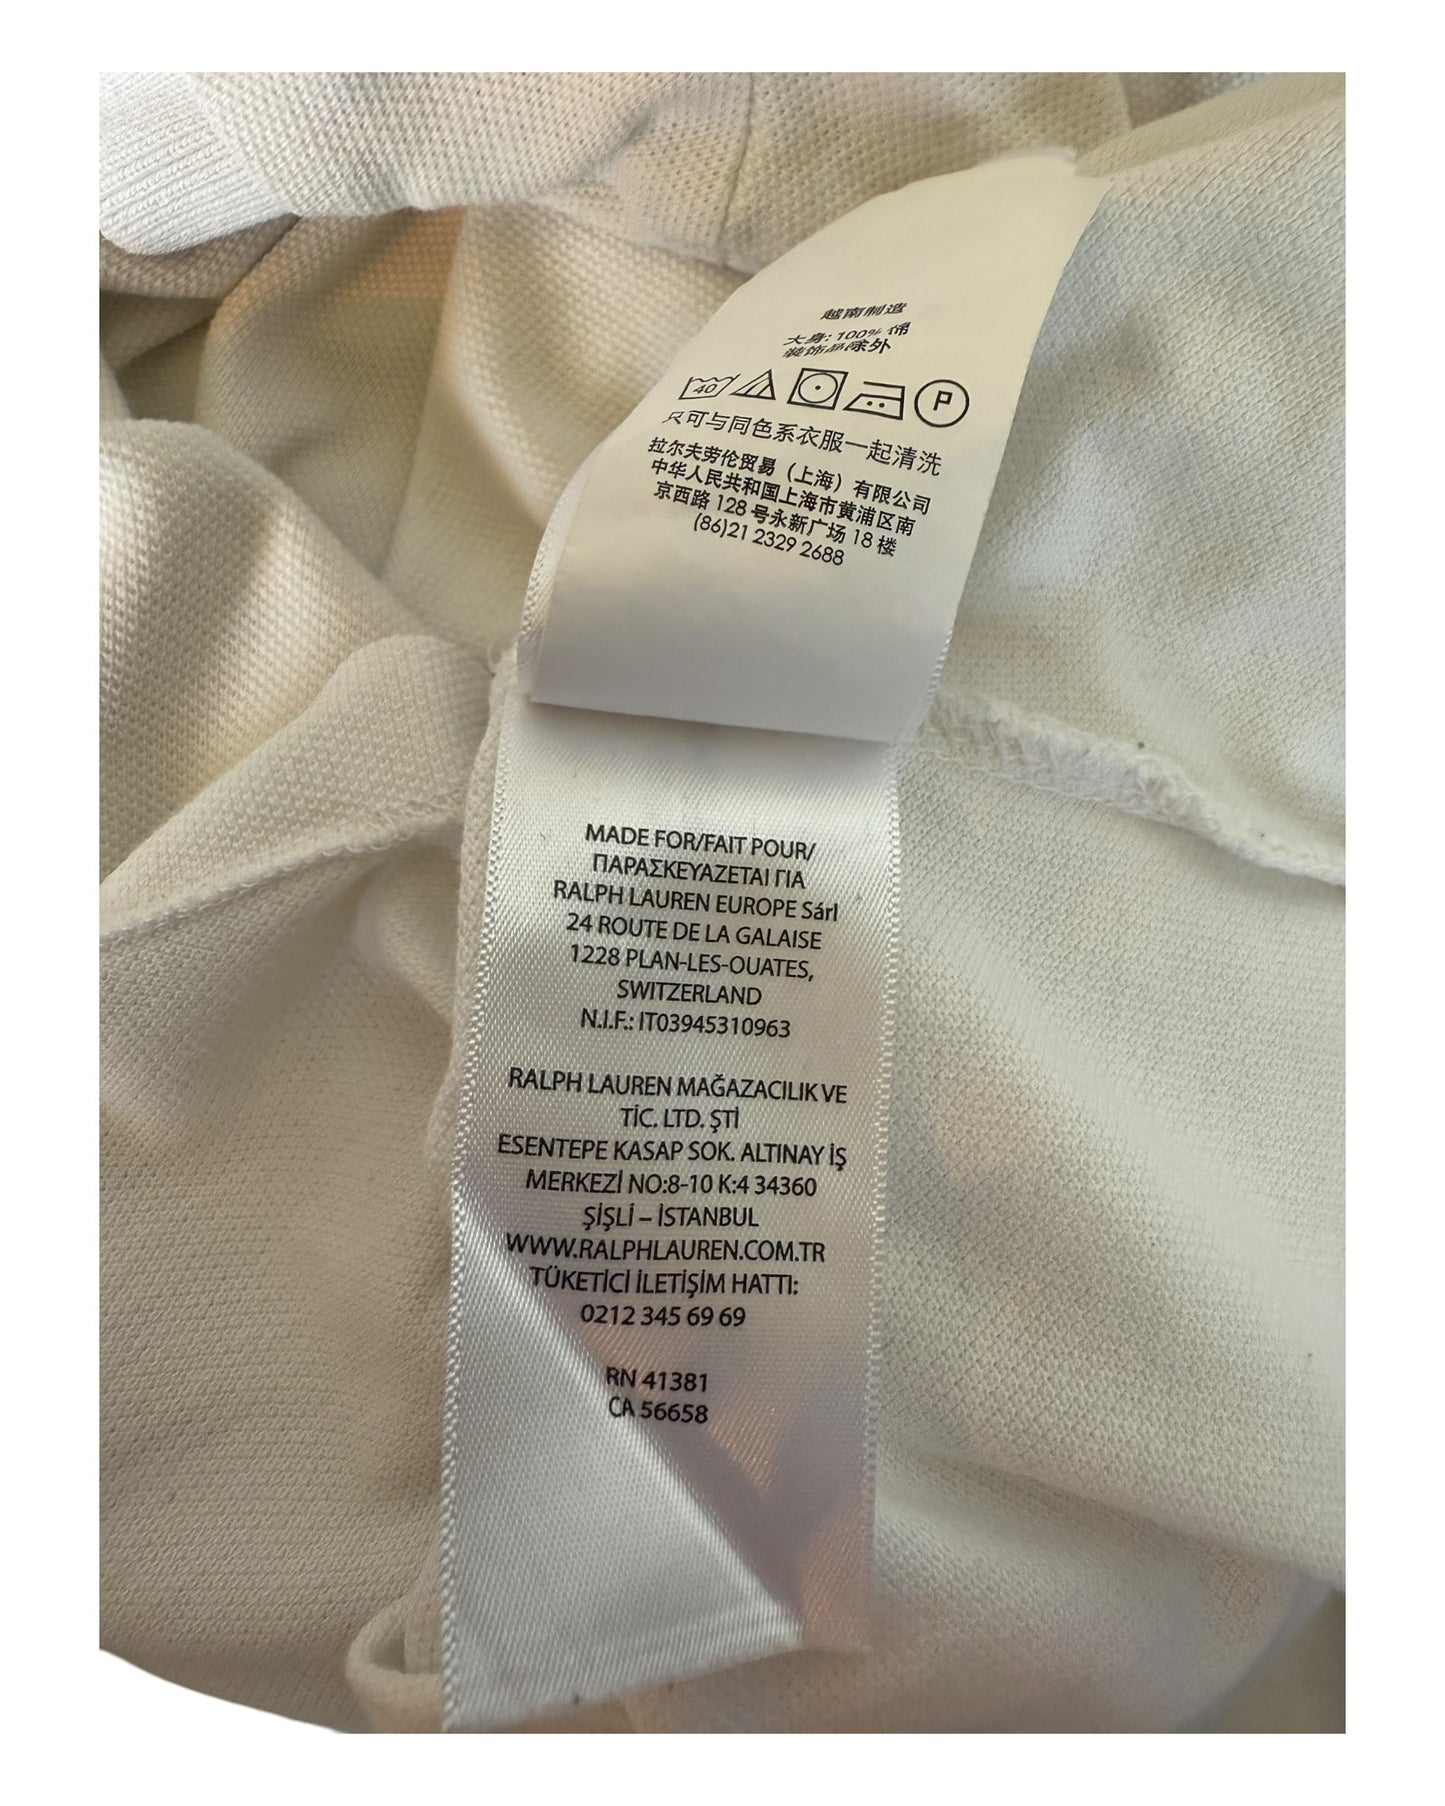 越南制造
大身: 100% 棉
装饰品除外
40 P
只可与同色系衣服一起清洗
拉尔夫劳伦贸易（上海）有限公司
中华人民共和国上海市黄浦区南
京西路 128 号永新广场 18 楼
(86)21 2329 2688
MADE FOR/FAIT POUR/
ΠΑΡΑΣΚΕΥΑΖΕΤΑΙ ΓΙΑ
RALPH LAUREN EUROPE Sárl
24 ROUTE DE LA GALAISE
1228 PLAN-LES-OUATES,
SWITZERLAND
N.I.F.: IT03945310963
RALPH LAUREN MAĞAZACILIK VE
TİC. LTD. ŞTİ
ESENTEPE KASAP SOK. ALTINAY İŞ
MERKEZİ NO:8-10 K:4 34360
ŞİŞLİ – İSTANBUL
WWW.RALPHLAUREN.COM.TR
TÜKETİCİ İLETİŞİM HATTI:
0212 345 69 69
RN 41381
CA 56658